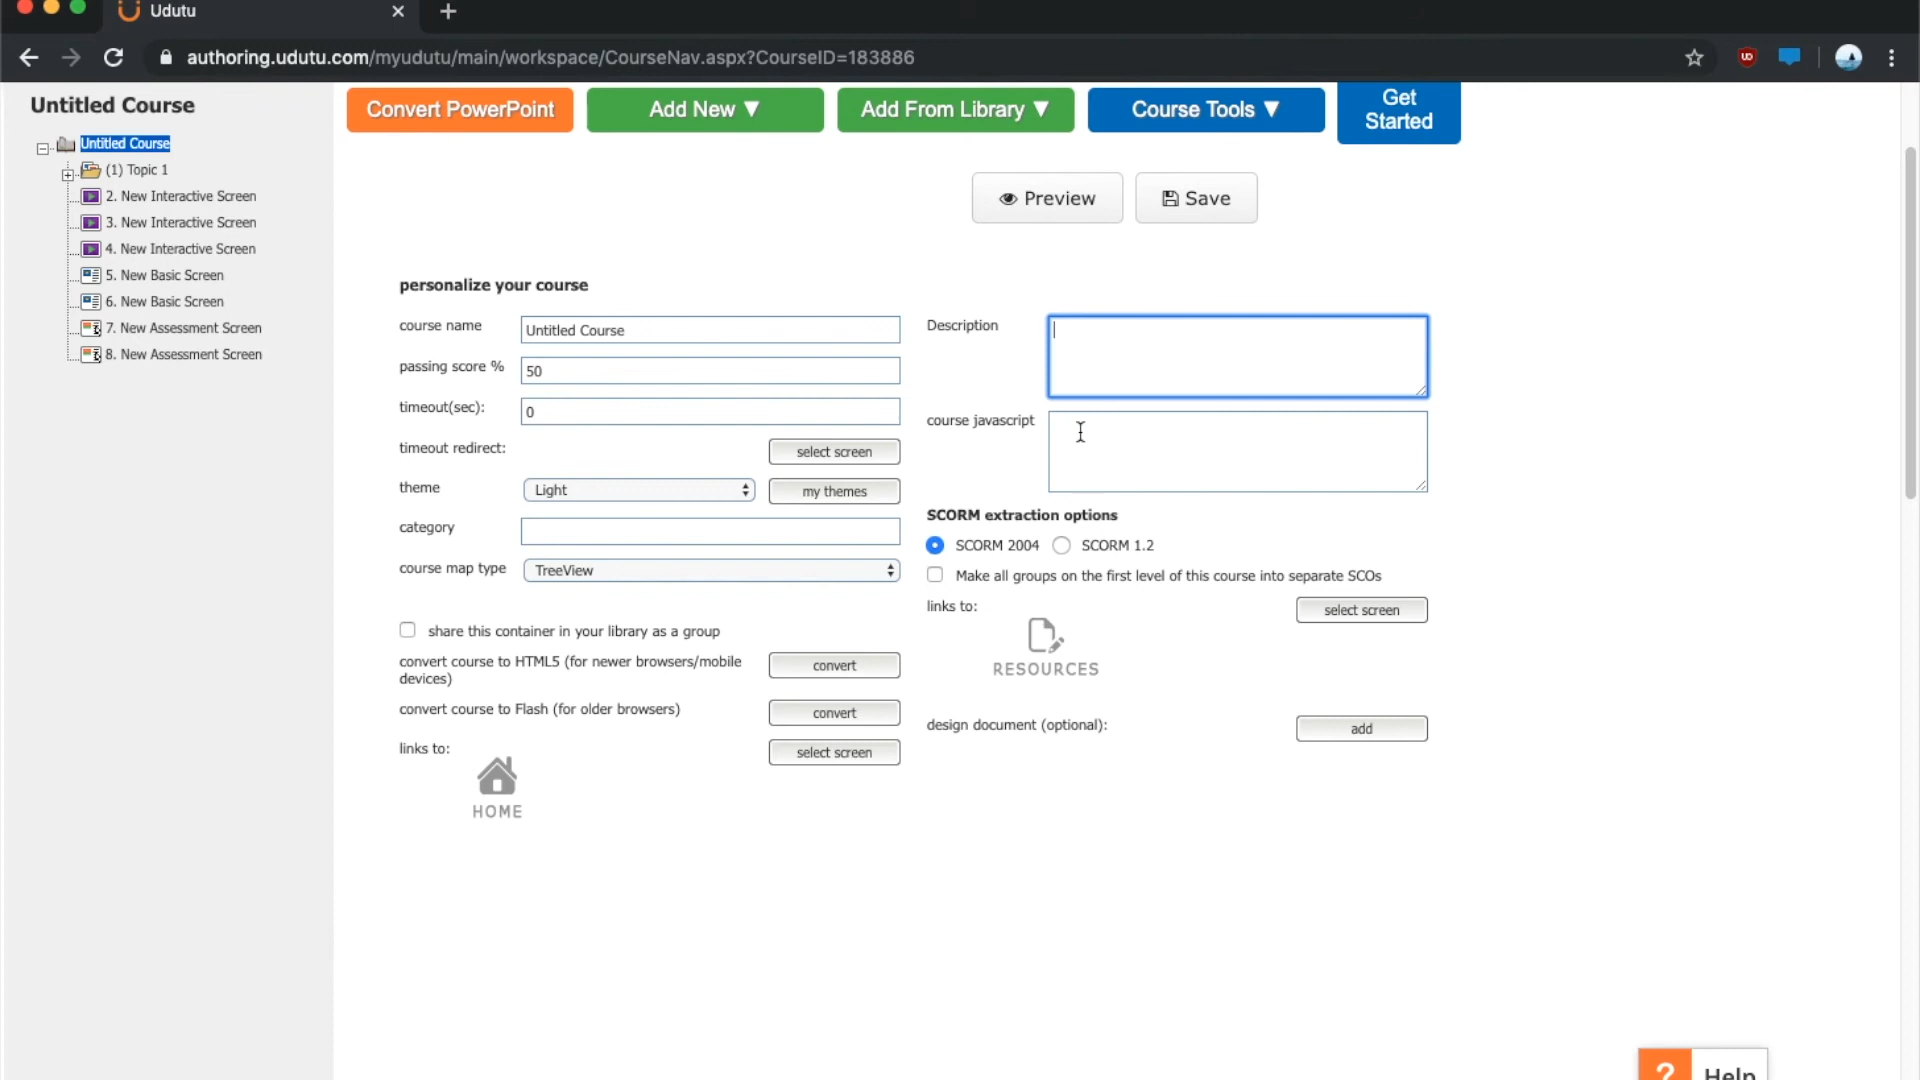 Udutu
authoring.udutu.com/myudutu/main/workspace/CourseNav.aspx?CourseID=183886
Untitled Course
Untitled Course
(1) Topic 1
2. New Interactive Screen
3. New Interactive Screen
4. New Interactive Screen
5. New Basic Screen
6. New Basic Screen
7. New Assessment Screen
8. New Assessment Screen
Convert PowerPoint
Add New ▼
Add From Library ▼
Course Tools ▼
Get
Started
Preview
Save
personalize your course
course name
Untitled Course
passing score %
50
timeout(sec):
0
timeout redirect:
select screen
theme
Light
my themes
category
course map type
TreeView
share this container in your library as a group
convert course to HTML5 (for newer browsers/mobile
devices)
convert
convert course to Flash (for older browsers)
convert
links to:
select screen
HOME
Description
course javascript
SCORM extraction options
SCORM 2004
SCORM 1.2
Make all groups on the first level of this course into separate SCOs
links to:
select screen
RESOURCES
design document (optional):
add
? Help